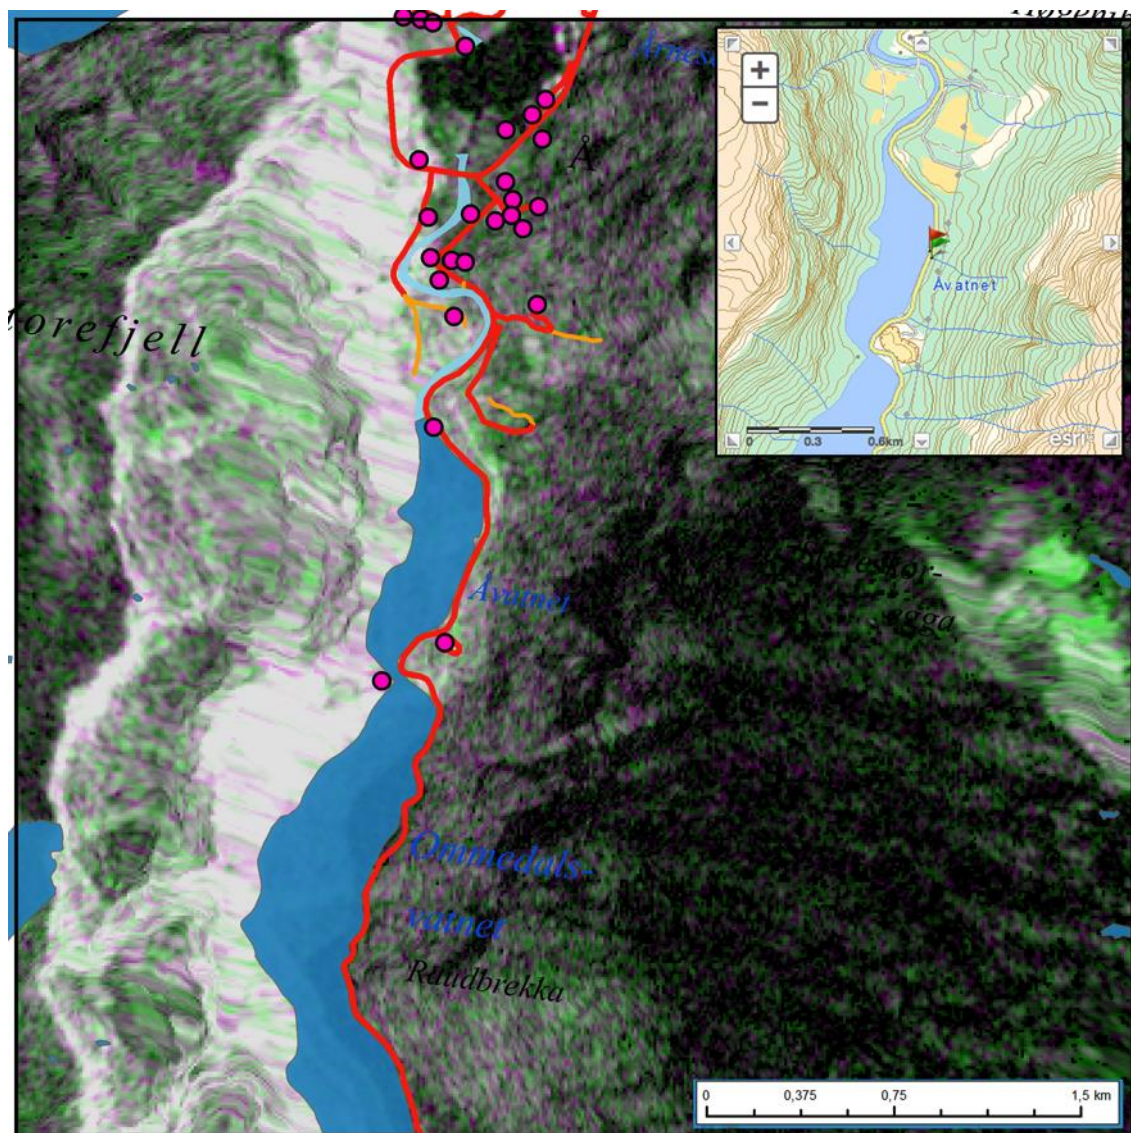 Å
+
−
Åvatnet
0 0.3 0.6km
esri
torefjell
Åvatnet
Ommedals-
vatnet
Raudbrekka
0 0,375 0,75 1,5 km